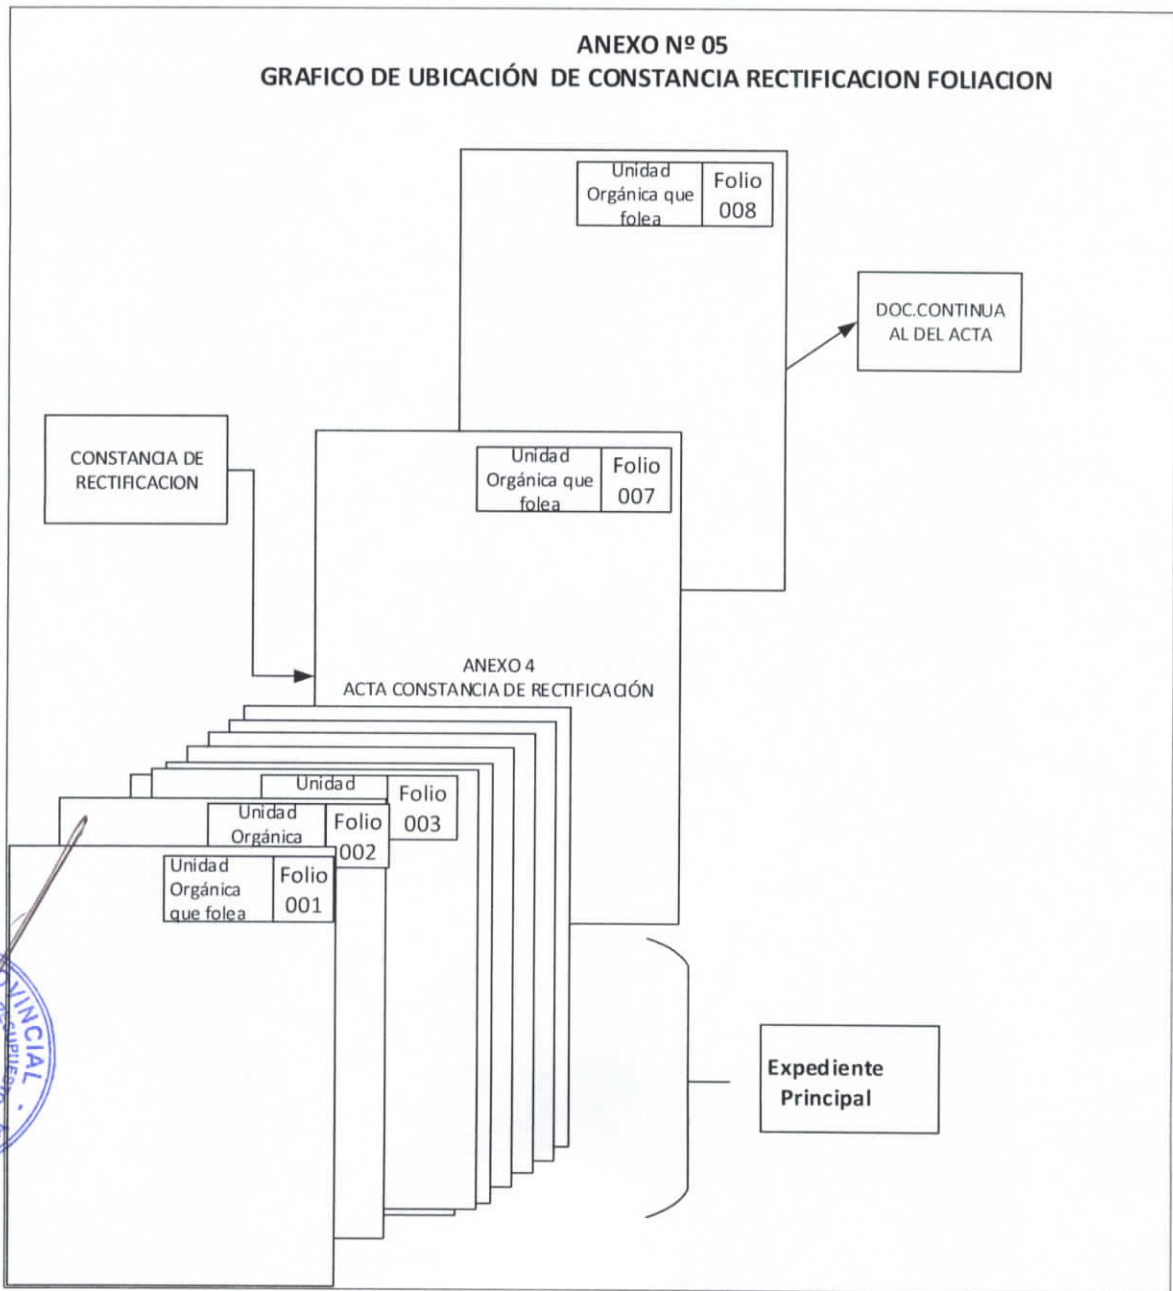 ANEXO Nº 05
GRAFICO DE UBICACIÓN DE CONSTANCIA RECTIFICACION FOLIACION
Unidad
Orgánica que
folea
Folio
008
DOC.CONTINUA
AL DEL ACTA
CONSTANCIA DE
RECTIFICACION
Unidad
Orgánica que
folea
Folio
007
ANEXO 4
ACTA CONSTANCIA DE RECTIFICACIÓN
Unidad
Folio
003
Unidad
Orgánica
Folio
002
Unidad
Orgánica
que folea
Folio
001
Expediente
Principal
OVINCIAL